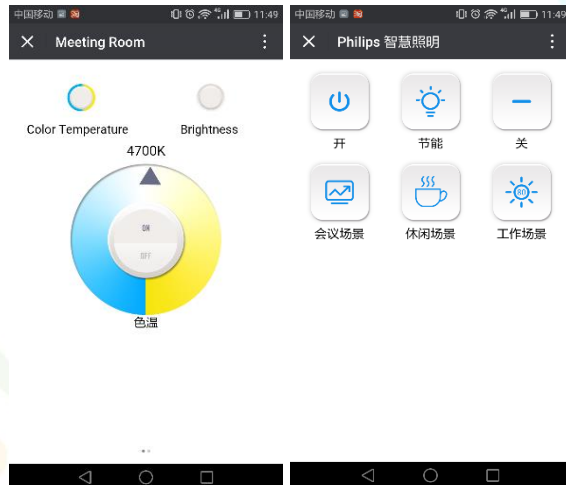 中国移动 11:49
Meeting Room
Color Temperature Brightness
4700K
ON
OFF
色温
中国移动 4G 11:49
Philips 智慧照明
开 节能 关
80
会议场景 休闲场景 工作场景